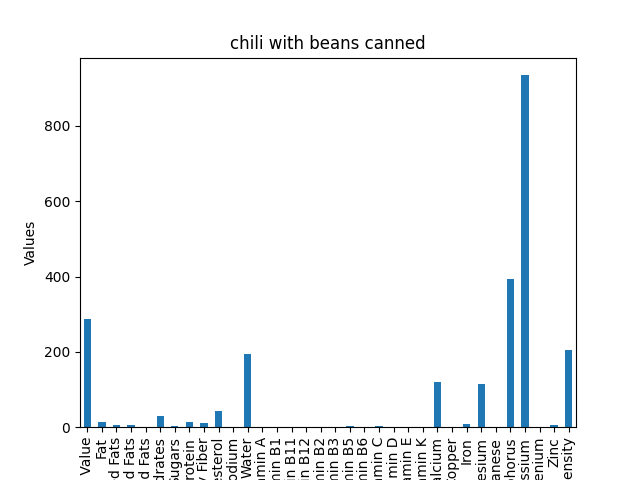 chili with beans canned
Values
800
600
400
200
0
Value
Fat
d Fats
d Fats
d Fats
drates
Sugars
rotein
y Fiber
esterol
odium
Water
amin A
min B1
in B11
in B12
min B2
min B3
min B5
min B6
min C
min D
amin E
min K
alcium
opper
Iron
esium
anese
phorus
ssium
enium
Zinc
ensity